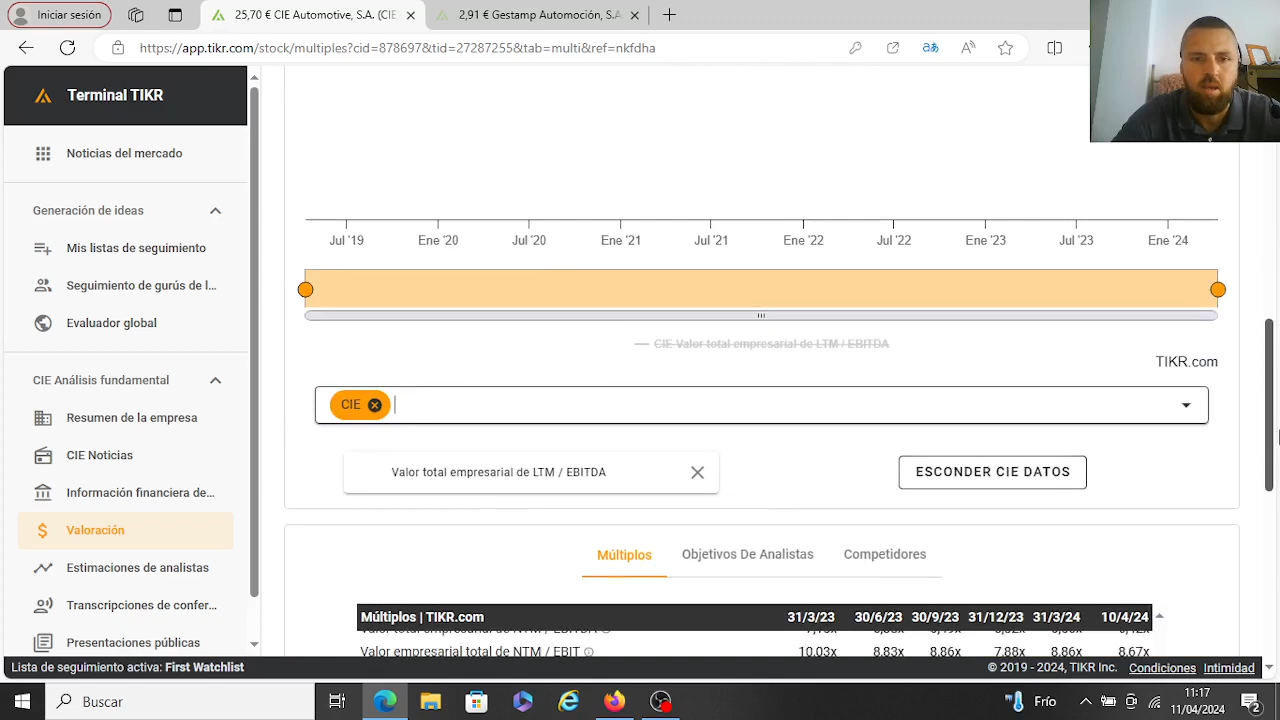 Iniciar sesión
25,70 € CIE Automotive, S.A. (CIE
2,91 € Gestamp Automoción, S.A
https://app.tikr.com/stock/multiples?cid=878697&tid=27287255&tab=multi&ref=nkfdha
Terminal TIKR
Noticias del mercado
Generación de ideas
Mis listas de seguimiento
Seguimiento de gurús de l...
Evaluador global
CIE Análisis fundamental
Resumen de la empresa
CIE Noticias
Información financiera de...
Valoración
Estimaciones de analistas
Transcripciones de confer...
Presentaciones públicas
Jul '19 Ene '20 Jul '20 Ene '21 Jul '21 Ene '22 Jul '22 Ene '23 Jul '23 Ene '24
CIE Valor total empresarial de LTM / EBITDA
TIKR.com
CIE
Valor total empresarial de LTM / EBITDA
ESCONDER CIE DATOS
Múltiplos Objetivos De Analistas Competidores
Múltiplos | TIKR.com 31/3/23 30/6/23 30/9/23 31/12/23 31/3/24 10/4/24
Valor empresarial total de NTM / EBIT 10.03x 8.83x 8.86x 7.88x 8.86x 8.67x
Lista de seguimiento activa: First Watchlist
© 2019 - 2024, TIKR Inc. Condiciones Intimidad
Buscar
Frío
11:17
11/04/2024
2